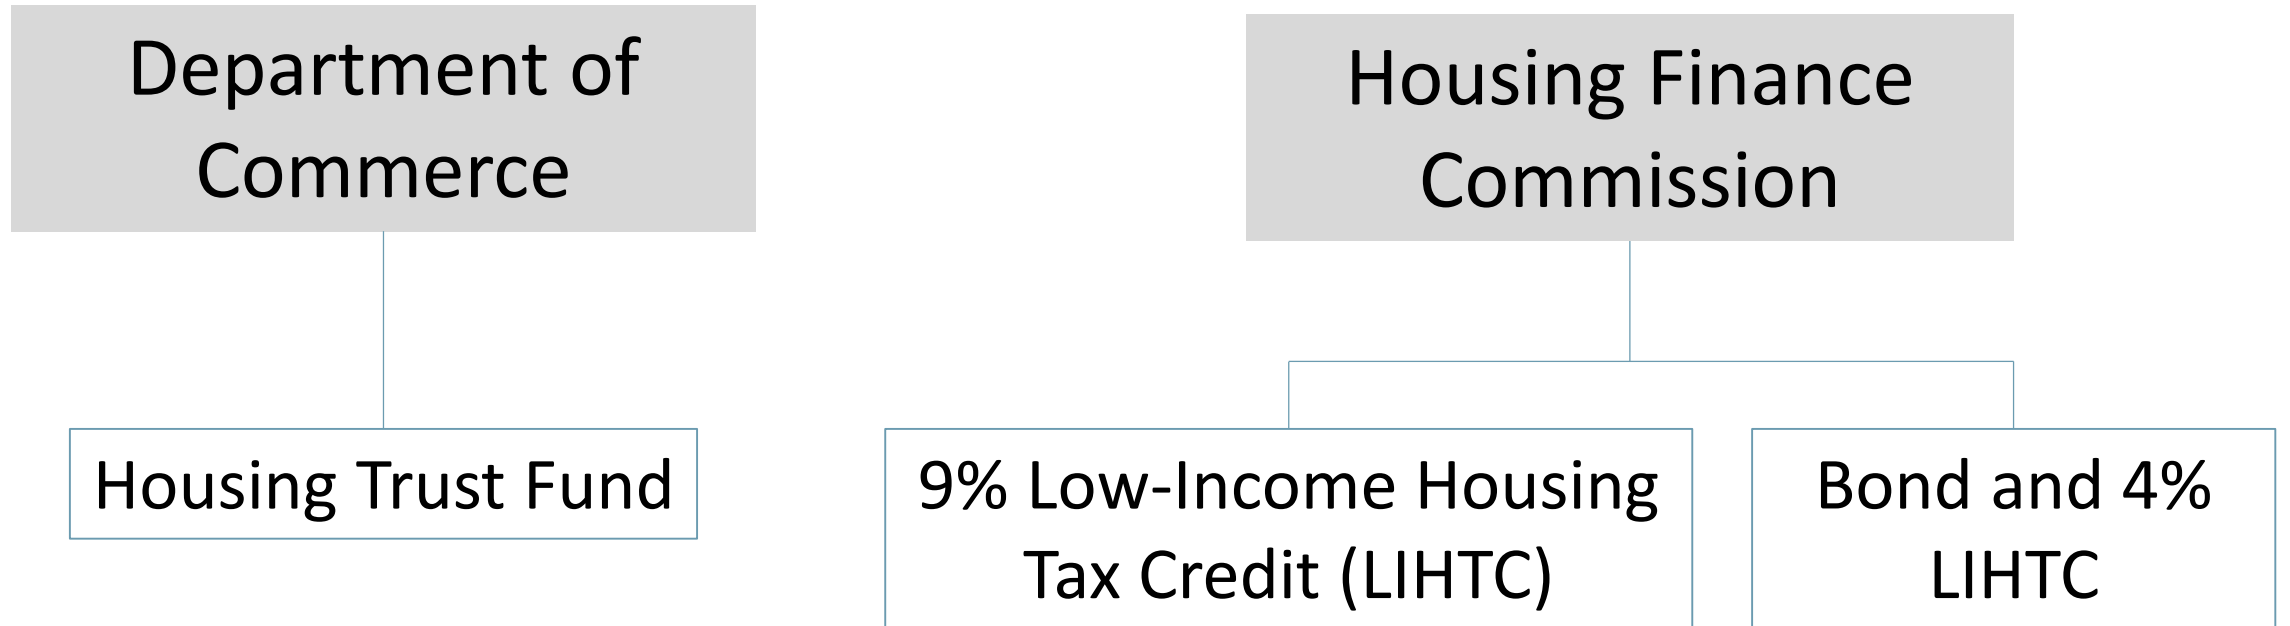 Department of
Commerce
Housing Finance
Commission
Housing Trust Fund
9% Low-Income Housing
Tax Credit (LIHTC)
Bond and 4%
LIHTC